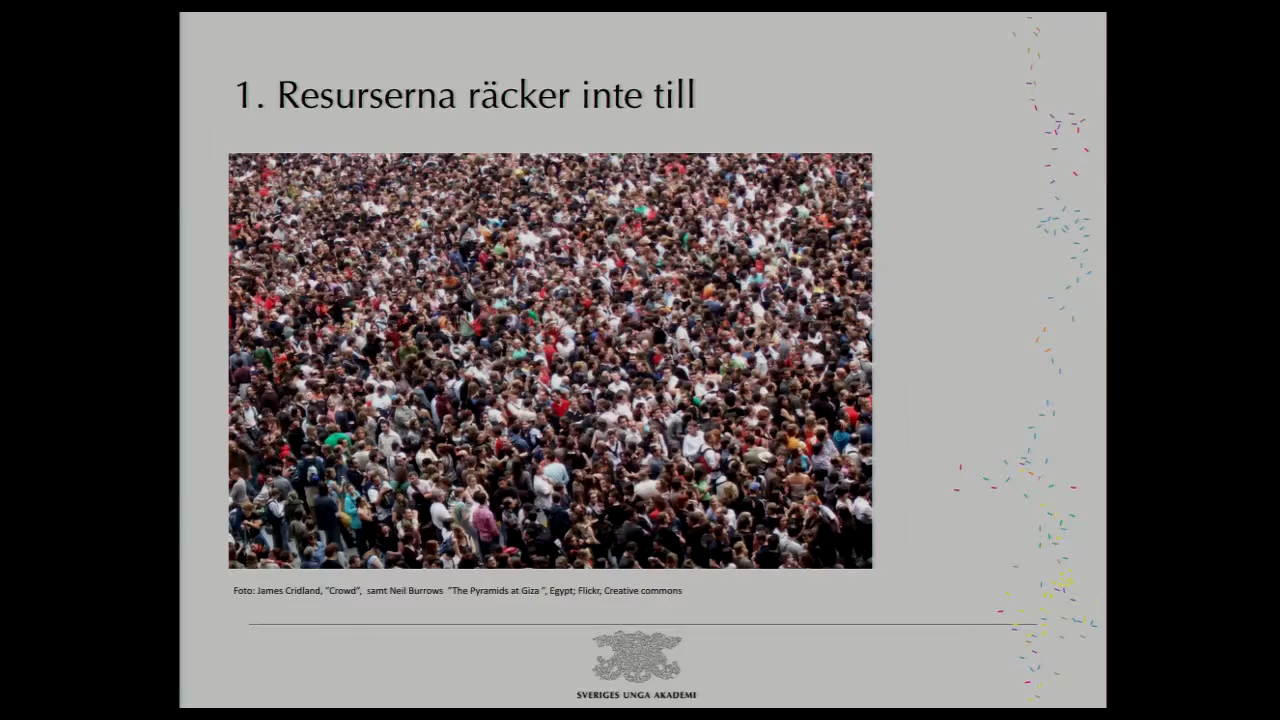 1. Resurserna räcker inte till
Foto: James Cridland, ”Crowd”, samt Neil Burrows ”The Pyramids at Giza ”, Egypt; Flickr, Creative commons
SVERIGES UNGA AKADEMI